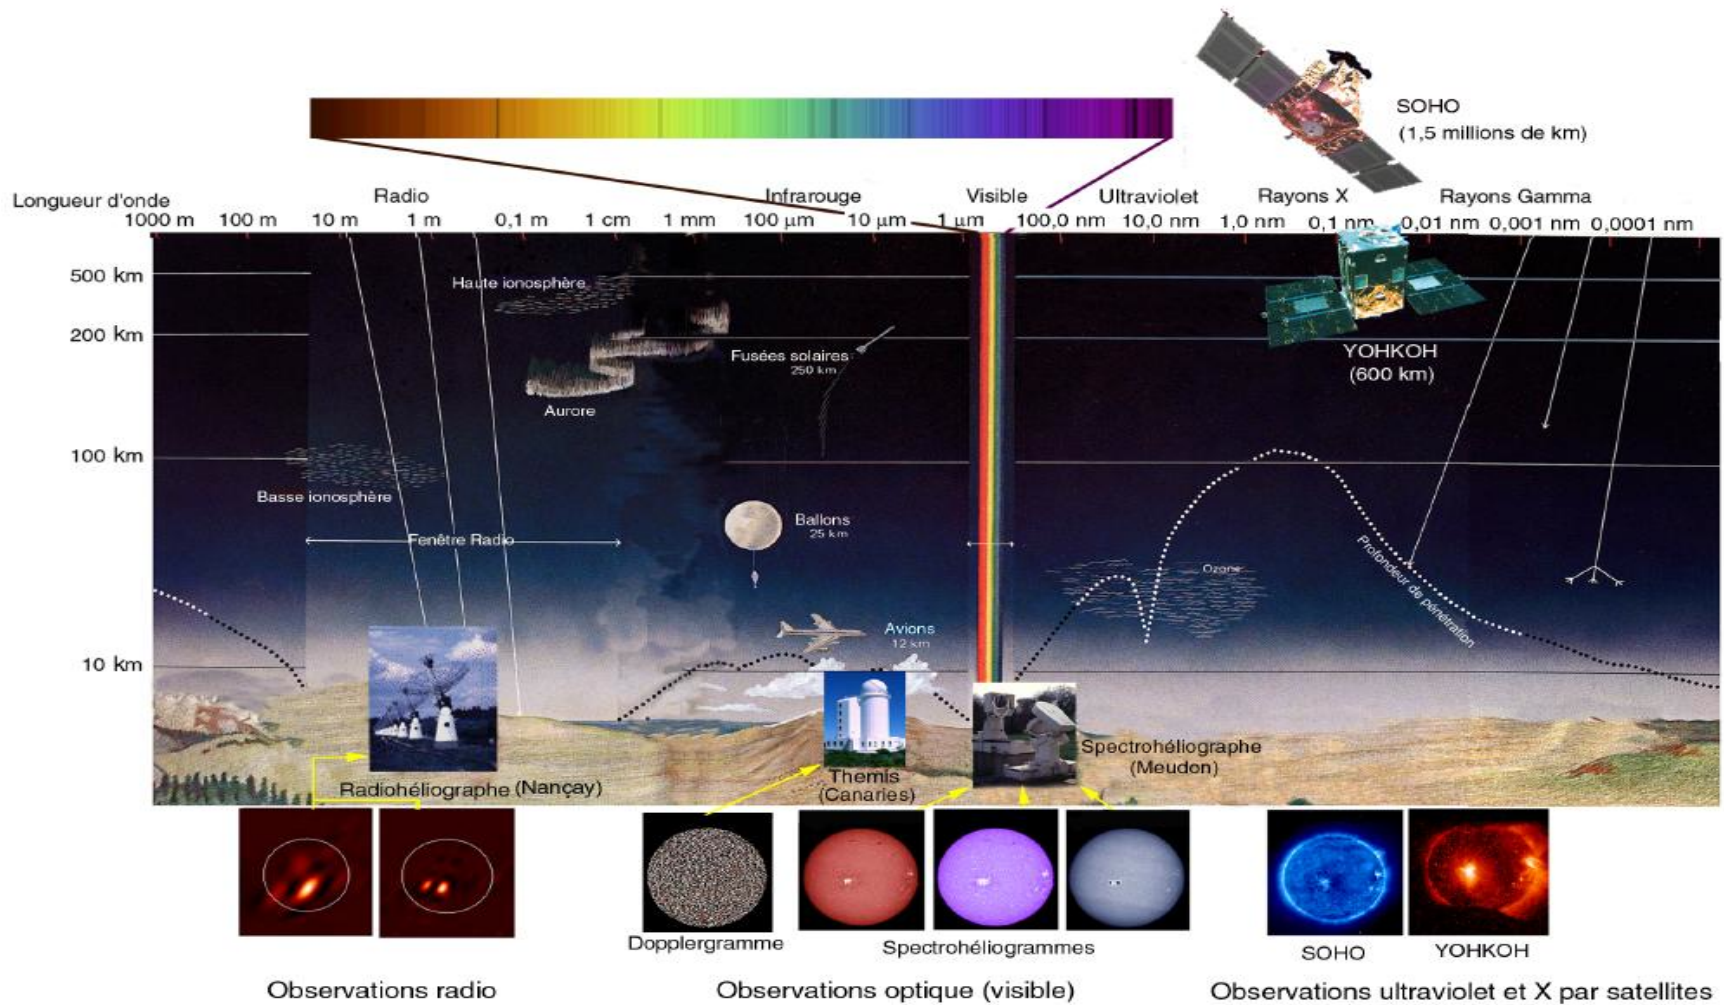 SOHO
(1,5 millions de km)
Longueur d'onde
Radio
Infrarouge
Visible
Ultraviolet
Rayons X
Rayons Gamma
1000 m 100 m 10 m 1 m 0,1 m 1 cm 1 mm 100 µm 10 µm 1 µm 100,0 nm 10,0 nm 1,0 nm 0,1 nm 0,01 nm 0,001 nm 0,0001 nm
500 km
Haute ionosphère
200 km
Fusées solaires
250 km
YOHKOH
(600 km)
Aurore
100 km
Basse ionosphère
Ballons
25 km
Fenêtre Radio
Ozone
Profondeur de pénétration
Avions
12 km
10 km
Radiohéliographe (Nançay)
Themis
(Canaries)
Spectrohéliographe
(Meudon)
Dopplergramme
Spectrohéliogrammes
SOHO
YOHKOH
Observations radio
Observations optique (visible)
Observations ultraviolet et X par satellites